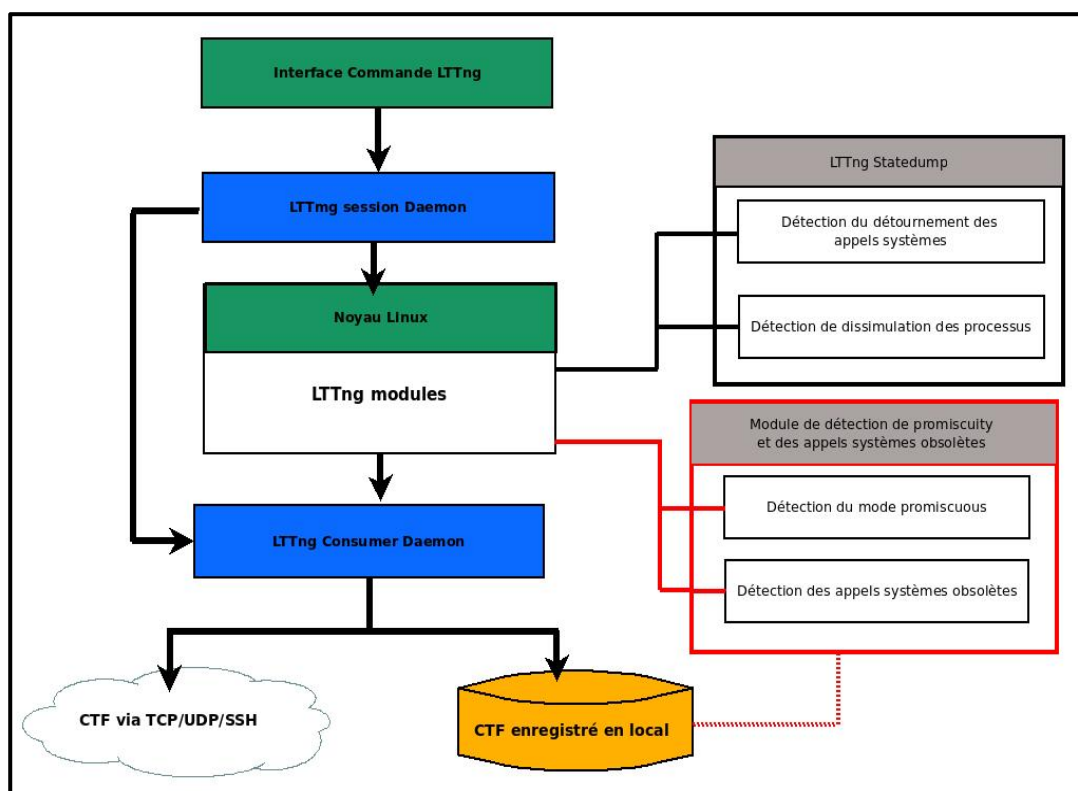 Interface Commande LTTng
LTTmg session Daemon
Noyau Linux
LTTng modules
LTTng Consumer Daemon
CTF via TCP/UDP/SSH
CTF enregistré en local
LTTng Statedump
Détection du détournement des
appels systèmes
Détection de dissimulation des processus
Module de détection de promiscuity
et des appels systèmes obsolètes
Détection du mode promiscuous
Détection des appels systèmes obsolètes